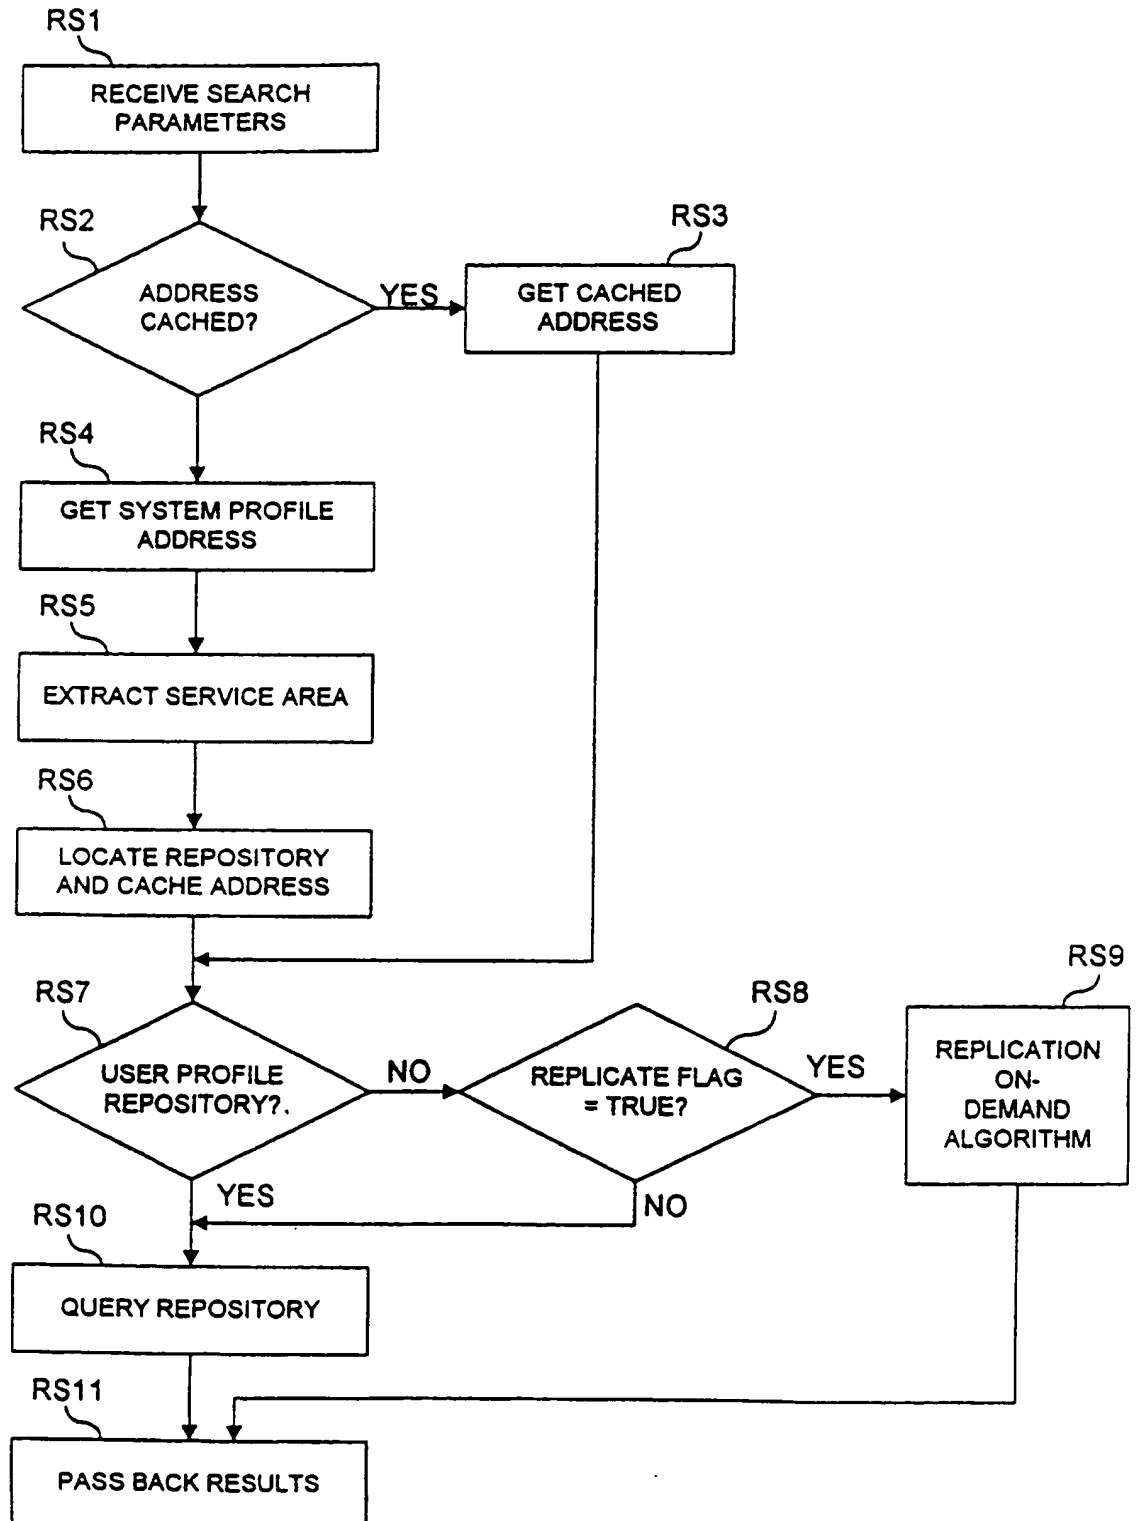 RS1
RECEIVE SEARCH
PARAMETERS
RS2
ADDRESS
CACHED?
YES
RS3
GET CACHED
ADDRESS
RS4
GET SYSTEM PROFILE
ADDRESS
RS5
EXTRACT SERVICE AREA
RS6
LOCATE REPOSITORY
AND CACHE ADDRESS
RS7
USER PROFILE
REPOSITORY?.
NO
RS8
REPLICATE FLAG
= TRUE?
YES
RS9
REPLICATION
ON-
DEMAND
ALGORITHM
YES
NO
RS10
QUERY REPOSITORY
RS11
PASS BACK RESULTS